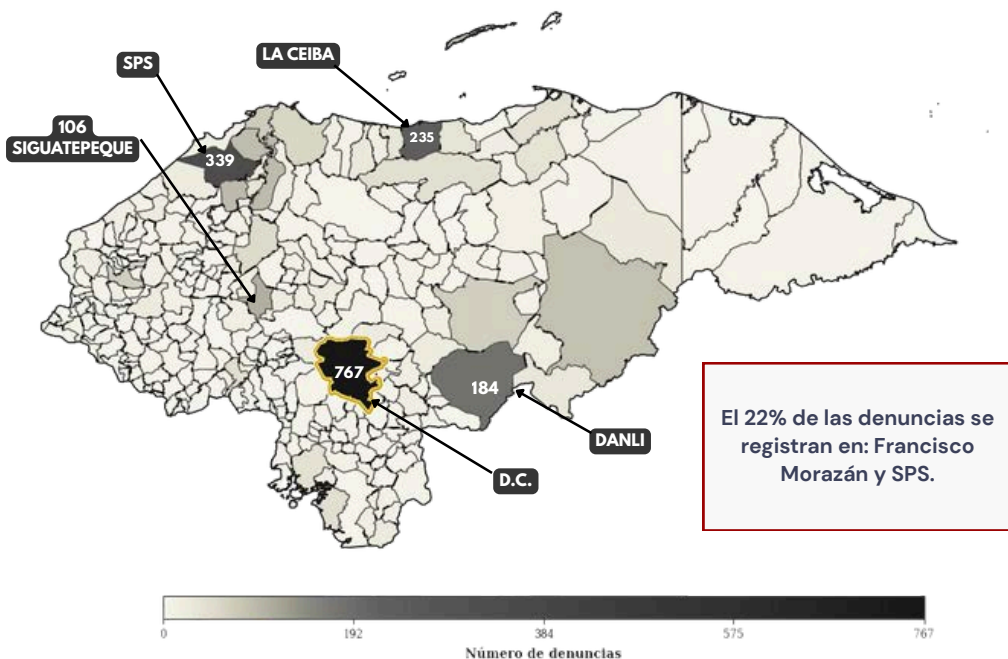 LA CEIBA
SPS
106
SIGUATEPEQUE
235
339
767
184
DANLI
D.C.
El 22% de las denuncias se
registran en: Francisco
Morazán y SPS.
0 192 384 575 767
Número de denuncias